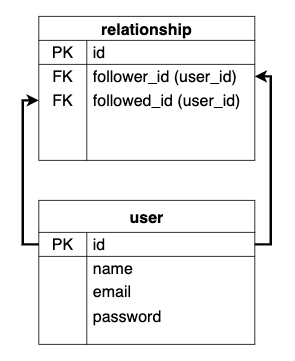 relationship
PK id
FK follower_id (user_id)
FK followed_id (user_id)
user
PK id
name
email
password